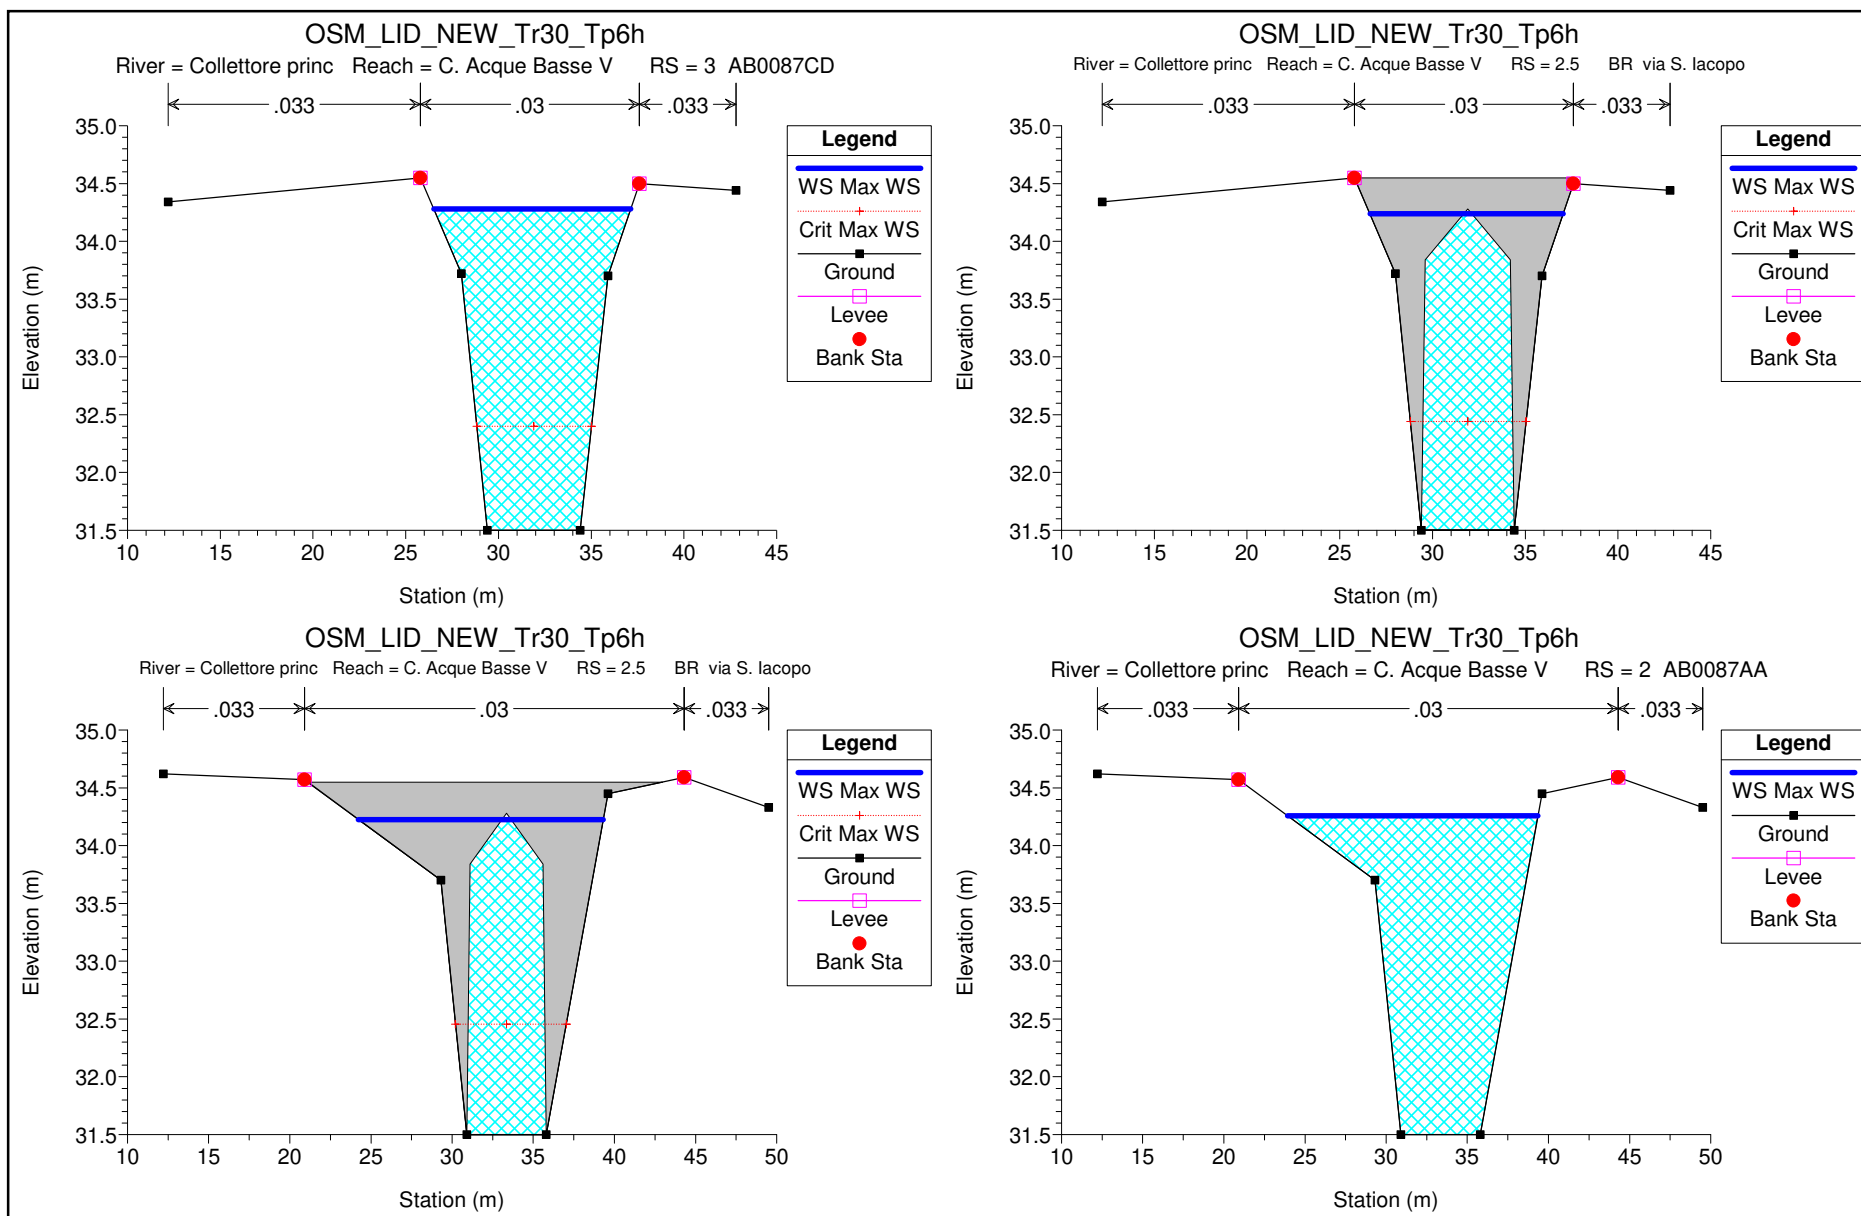 OSM_LID_NEW_Tr30_Tp6h
River = Collettore princ Reach = C. Acque Basse V RS = 3 AB0087CD
.033 .03 .033
35.0
34.5
34.0
33.5
33.0
32.5
32.0
31.5
10 15 20 25 30 35 40 45
Station (m)
Elevation (m)
Legend
WS Max WS
Crit Max WS
Ground
Levee
Bank Sta
OSM_LID_NEW_Tr30_Tp6h
River = Collettore princ Reach = C. Acque Basse V RS = 2.5 BR via S. Iacopo
.033 .03 .033
35.0
34.5
34.0
33.5
33.0
32.5
32.0
31.5
10 15 20 25 30 35 40 45
Station (m)
Elevation (m)
Legend
WS Max WS
Crit Max WS
Ground
Levee
Bank Sta
OSM_LID_NEW_Tr30_Tp6h
River = Collettore princ Reach = C. Acque Basse V RS = 2.5 BR via S. Iacopo
.033 .03 .033
35.0
34.5
34.0
33.5
33.0
32.5
32.0
31.5
10 15 20 25 30 35 40 45 50
Station (m)
Elevation (m)
Legend
WS Max WS
Crit Max WS
Ground
Levee
Bank Sta
OSM_LID_NEW_Tr30_Tp6h
River = Collettore princ Reach = C. Acque Basse V RS = 2 AB0087AA
.033 .03 .033
35.0
34.5
34.0
33.5
33.0
32.5
32.0
31.5
10 15 20 25 30 35 40 45 50
Station (m)
Elevation (m)
Legend
WS Max WS
Ground
Levee
Bank Sta